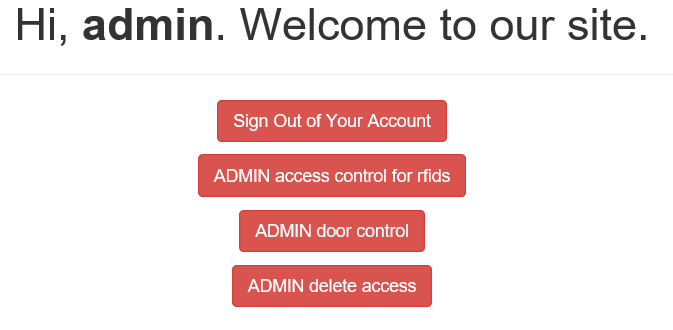 Hi, admin. Welcome to our site.
Sign Out of Your Account
ADMIN access control for rfids
ADMIN door control
ADMIN delete access